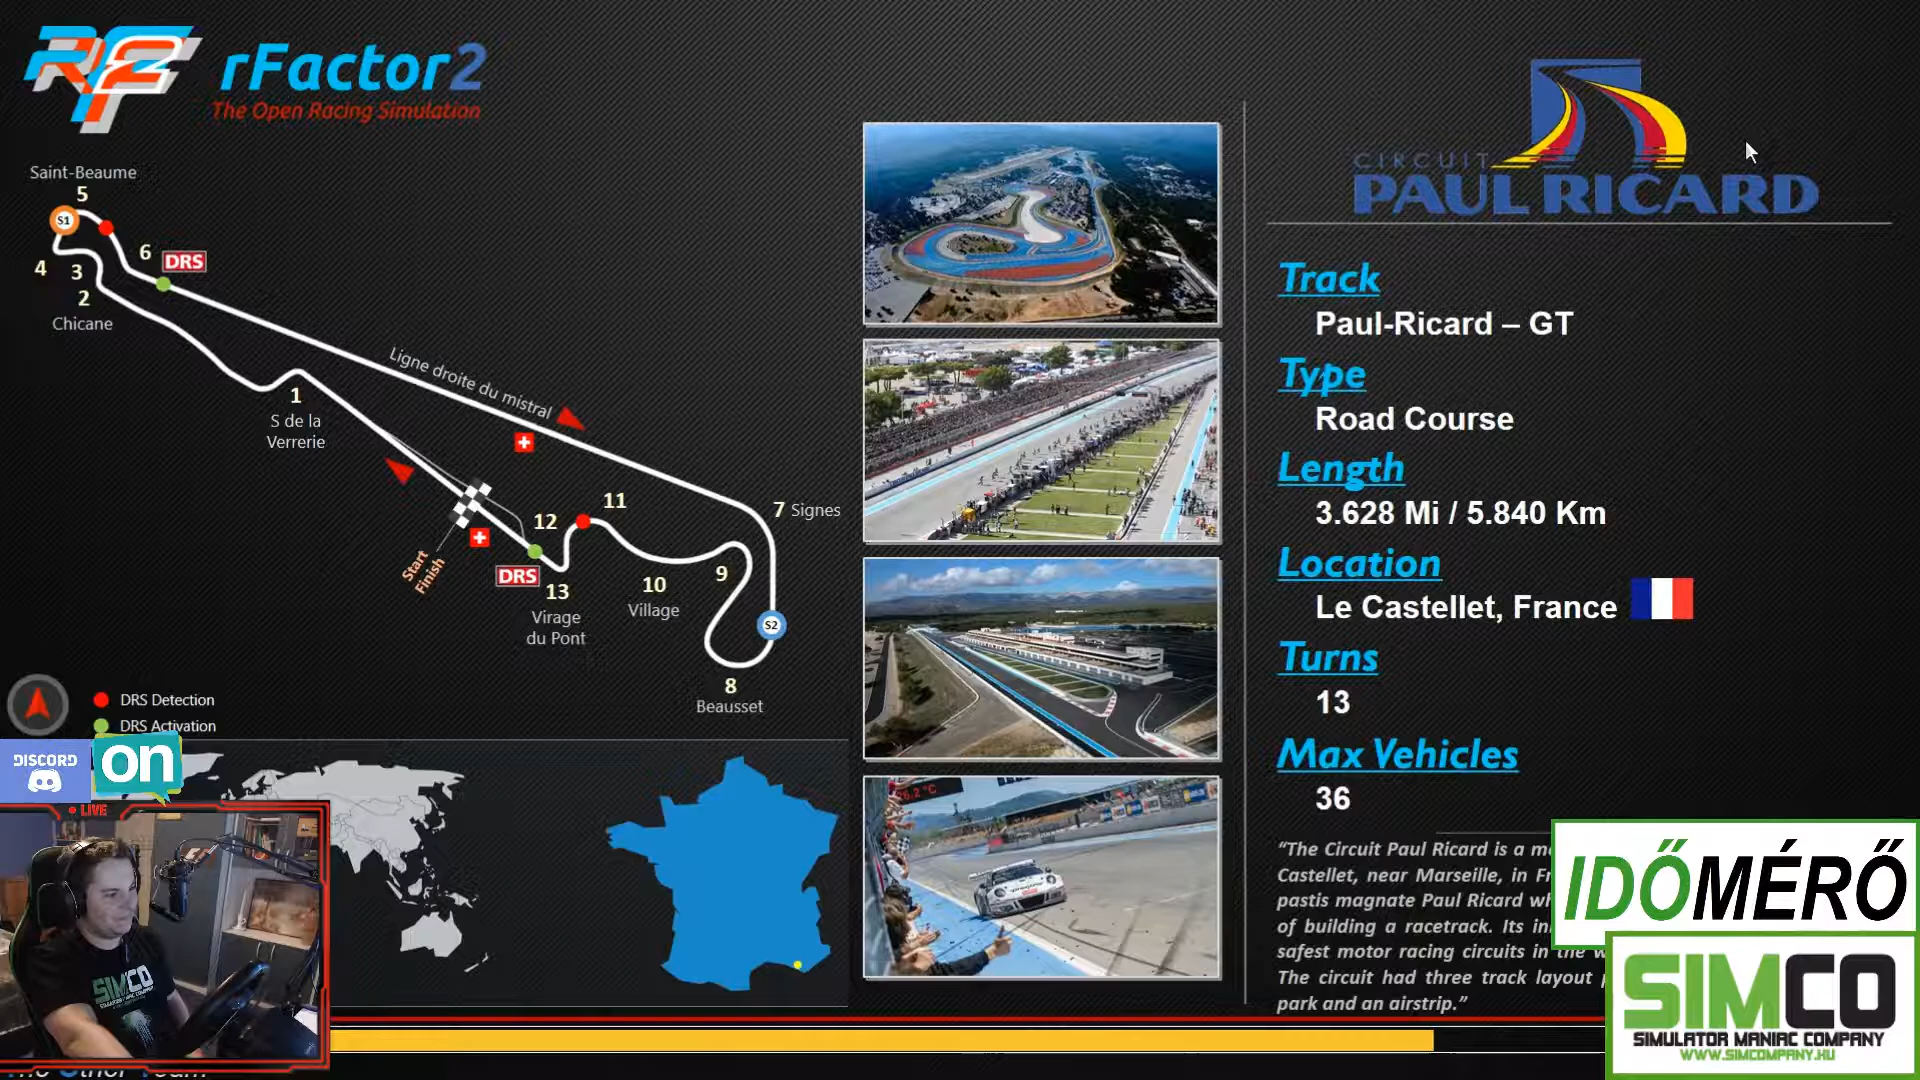 rFactor2
The Open Racing Simulation
Saint-Beaume
5
S1
6
DRS
4
3
2
Chicane
Ligne droite du mistral
1
S de la
Verrerie
11
12
7 Signes
Start
Finish
DRS
13
10
9
Virage
du Pont
Village
S2
8
Beausset
DRS Detection
DRS Activation
DISCORD
on
LIVE
SIMCO
CIRCUIT
PAUL RICARD
Track
Paul-Ricard – GT
Type
Road Course
Length
3.628 Mi / 5.840 Km
Location
Le Castellet, France
Turns
13
Max Vehicles
36
“The Circuit Paul Ricard is a
Castellet, near Marseille, in
pastis magnate Paul Ricard
of building a racetrack. Its
safest motor racing circuits in the
The circuit had three track layout
park and an airstrip.”
IDŐMÉRŐ
SIMCO
SIMULATOR MANIAC COMPANY
WWW.SIMCOMPANY.HU